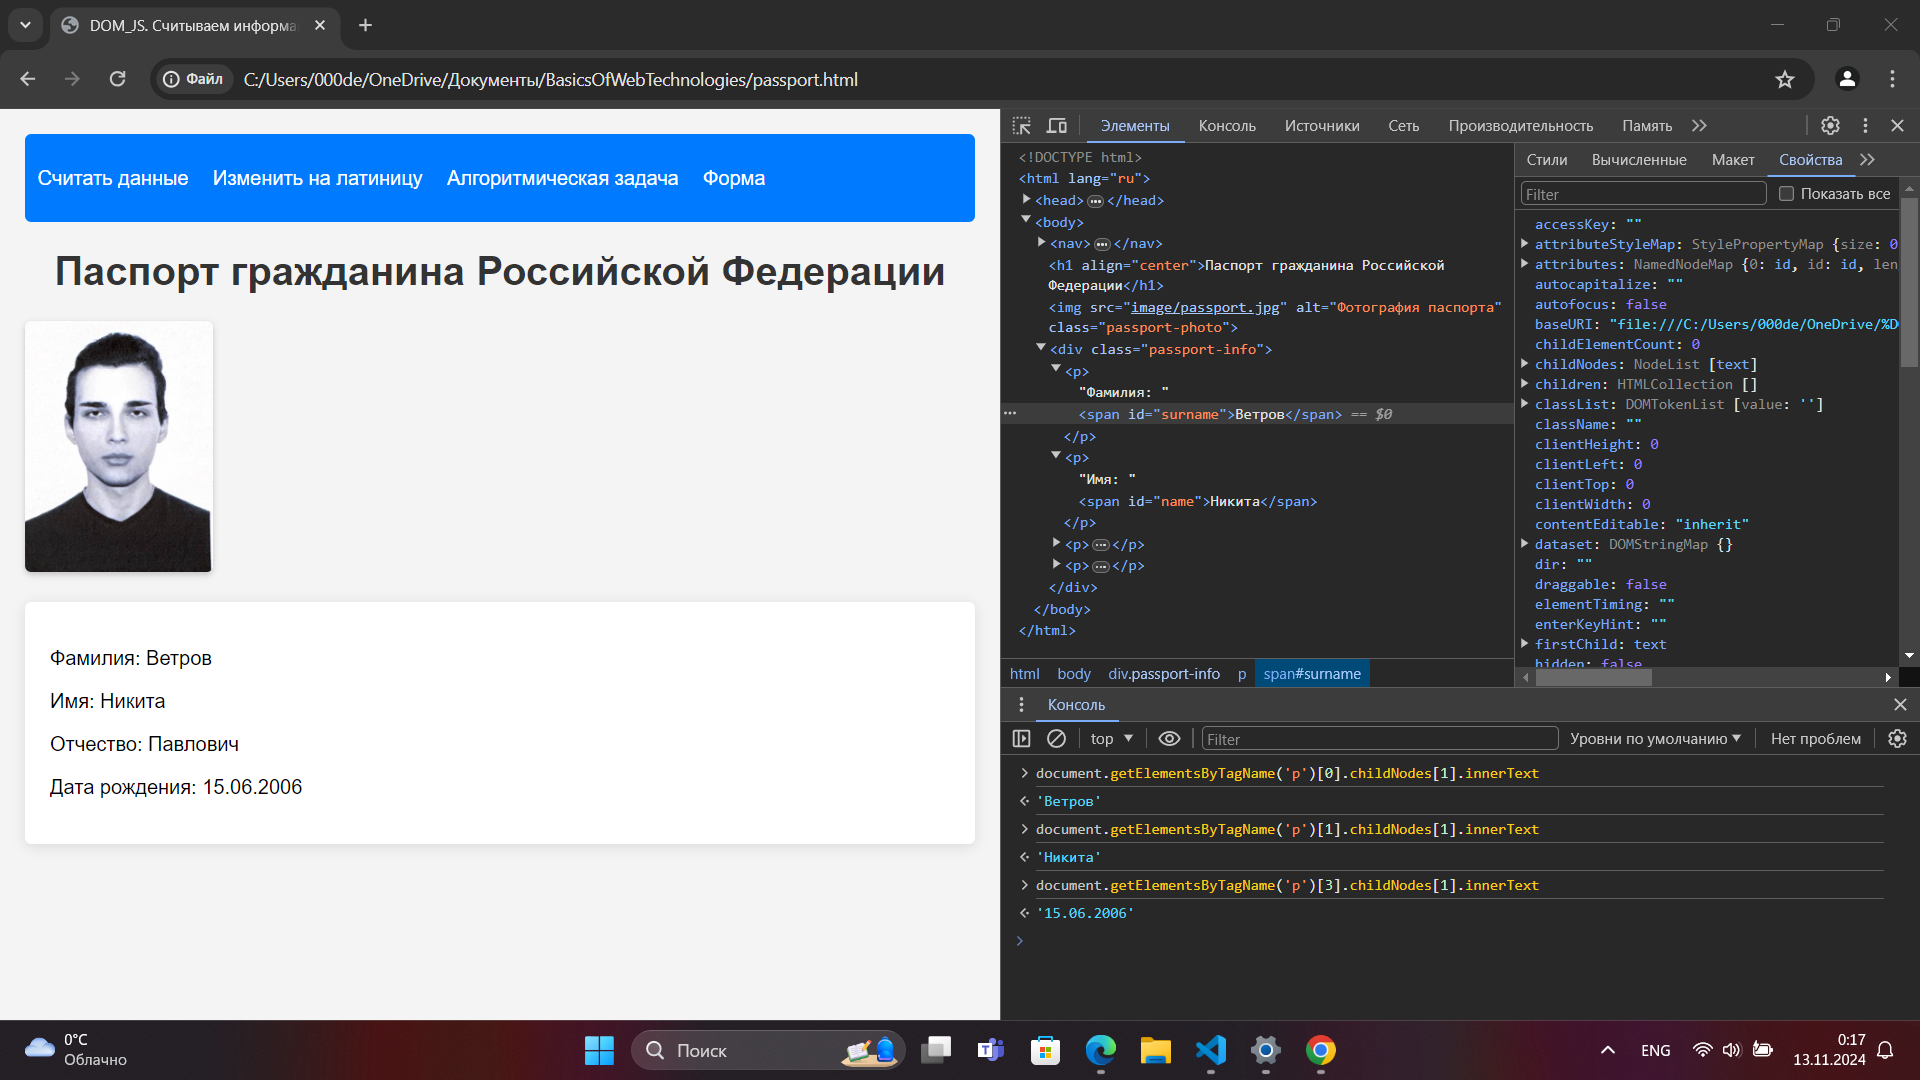 DOM_JS. Считываем информа
Файл
C:/Users/000de/OneDrive/Документы/BasicsOfWebTechnologies/passport.html
Считать данные Изменить на латиницу Алгоритмическая задача Форма
Паспорт гражданина Российской Федерации
Фамилия: Ветров
Имя: Никита
Отчество: Павлович
Дата рождения: 15.06.2006
Элементы Консоль Источники Сеть Производительность Память
<!DOCTYPE html>
<html lang="ru">
<head> ••• </head>
<body>
<nav> ••• </nav>
<h1 align="center">Паспорт гражданина Российской
Федерации</h1>
<img src="image/passport.jpg" alt="Фотография паспорта"
class="passport-photo">
<div class="passport-info">
<p>
"Фамилия: "
<span id="surname">Ветров</span> == $0
</p>
<p>
"Имя: "
<span id="name">Никита</span>
</p>
<p> ••• </p>
<p> ••• </p>
</div>
</body>
</html>
html body div.passport-info p span#surname
Стили Вычисленные Макет Свойства
Filter Показать все
accessKey: ""
attributeStyleMap: StylePropertyMap {size: 0
attributes: NamedNodeMap {0: id, id: id, len
autocapitalize: ""
autofocus: false
baseURI: "file:///C:/Users/000de/OneDrive/%D
childElementCount: 0
childNodes: NodeList [text]
children: HTMLCollection []
classList: DOMTokenList [value: '']
className: ""
clientHeight: 0
clientLeft: 0
clientTop: 0
clientWidth: 0
contentEditable: "inherit"
dataset: DOMStringMap {}
dir: ""
draggable: false
elementTiming: ""
enterKeyHint: ""
firstChild: text
hidden: false
Консоль
top Filter Уровни по умолчанию Нет проблем
document.getElementsByTagName('p')[0].childNodes[1].innerText
'Ветров'
document.getElementsByTagName('p')[1].childNodes[1].innerText
'Никита'
document.getElementsByTagName('p')[3].childNodes[1].innerText
'15.06.2006'
0°C
Облачно
Поиск
ENG
0:17
13.11.2024